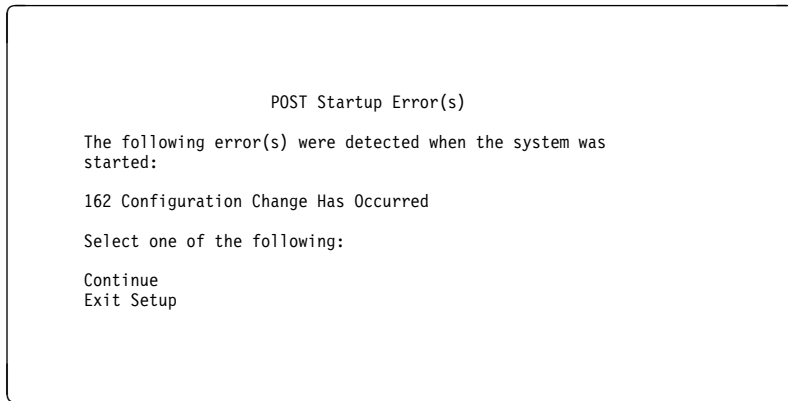 POST Startup Error(s)
The following error(s) were detected when the system was
started:
162 Configuration Change Has Occurred
Select one of the following:
Continue
Exit Setup